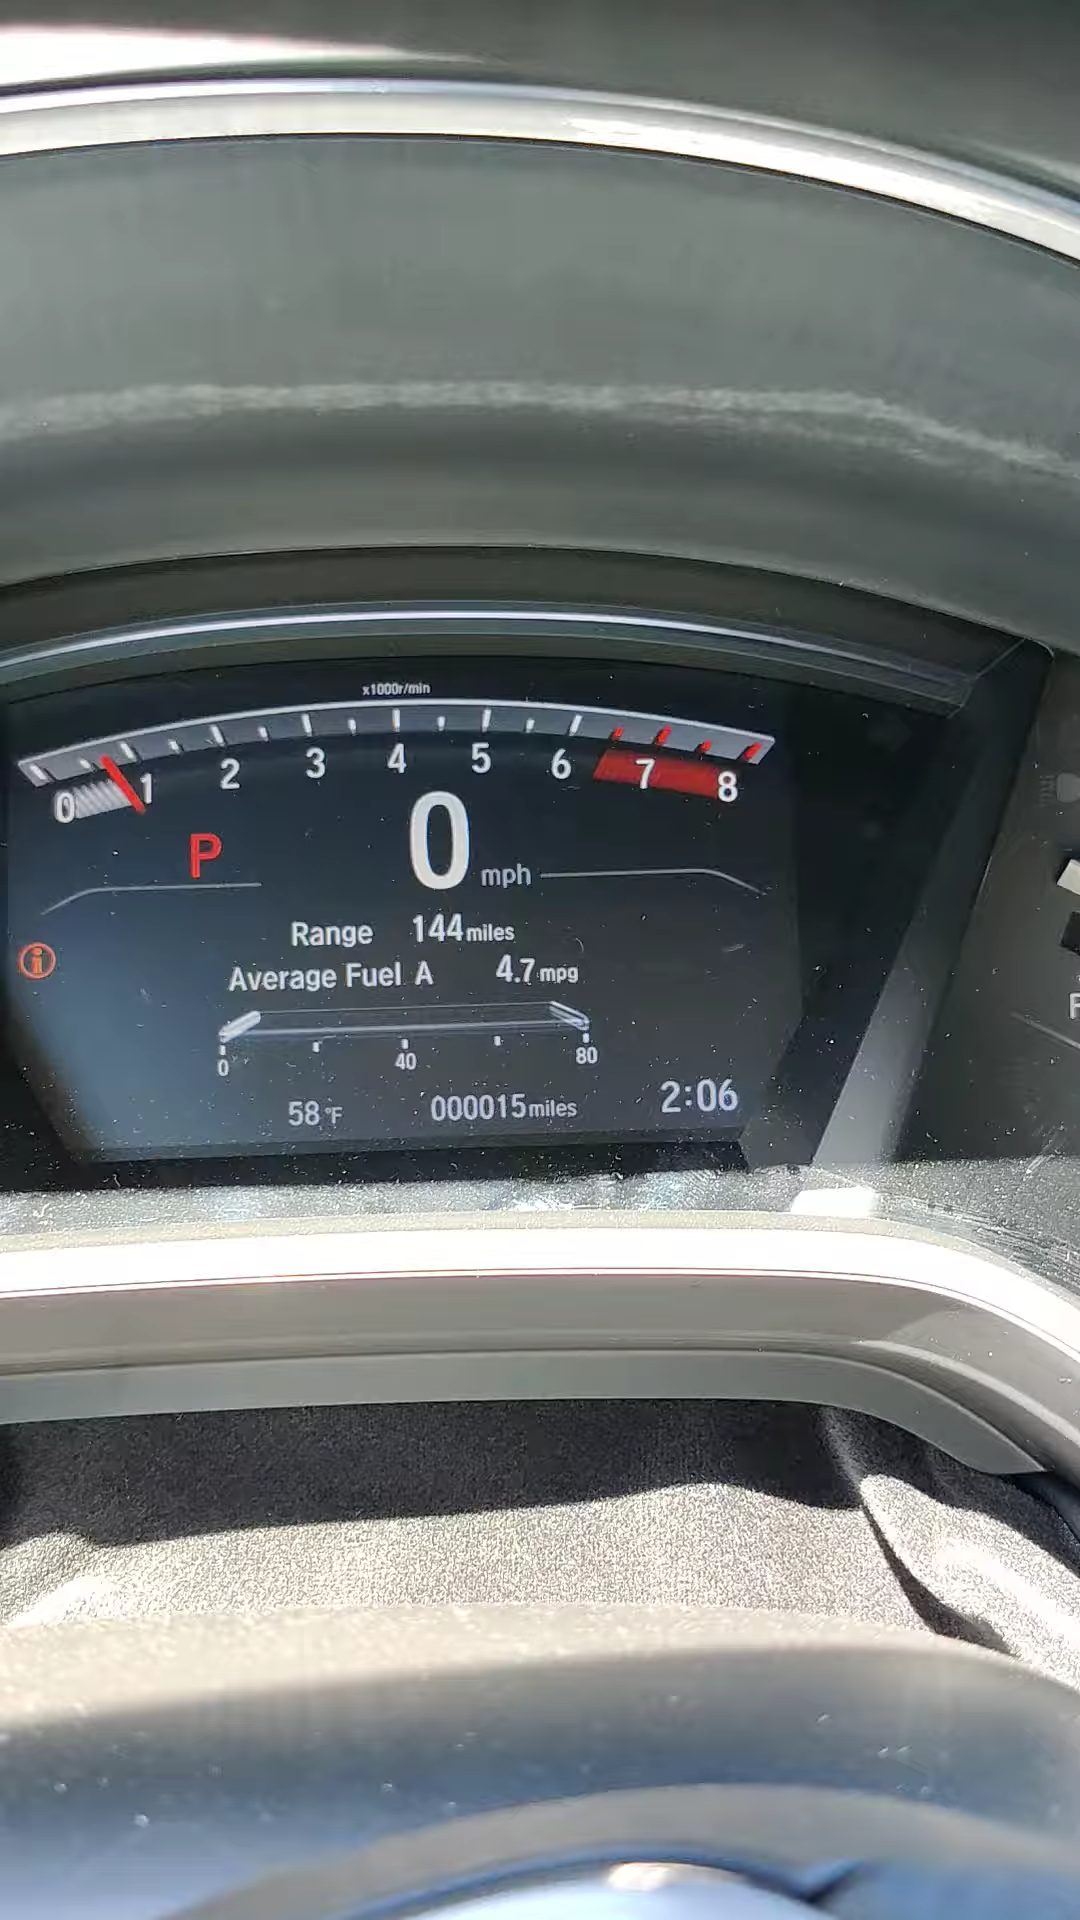 x1000r/min
0 1 2 3 4 5 6 7 8
P 0 mph
Range 144 miles
Average Fuel A 4.7 mpg
0 40 80
58 °F 000015 miles 2:06